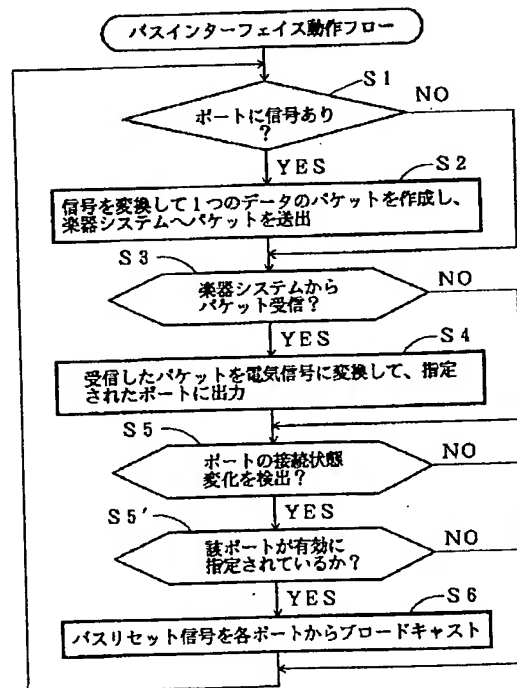 バスインターフェイス動作フロー
S1
ポートに信号あり
?
NO
YES
S2
信号を変換して1つのデータのパケットを作成し、
楽器システムへパケットを送出
S3
楽器システムから
パケット受信?
NO
YES
S4
受信したパケットを電気信号に変換して、指定
されたポートに出力
S5
ポートの接続状態
変化を検出?
NO
YES
S5′
該ポートが有効に
指定されているか?
NO
YES
S6
バスリセット信号を各ポートからブロードキャスト